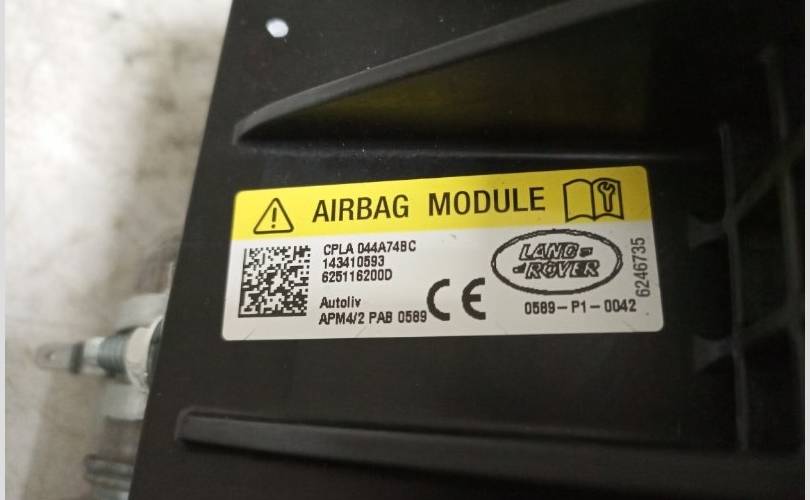 AIRBAG MODULE
CPLA 044A74BC
143410593
625116200D
Autoliv
APM4/2 PAB 0589
CE
LAND
ROVER
0589-P1-0042
6246735